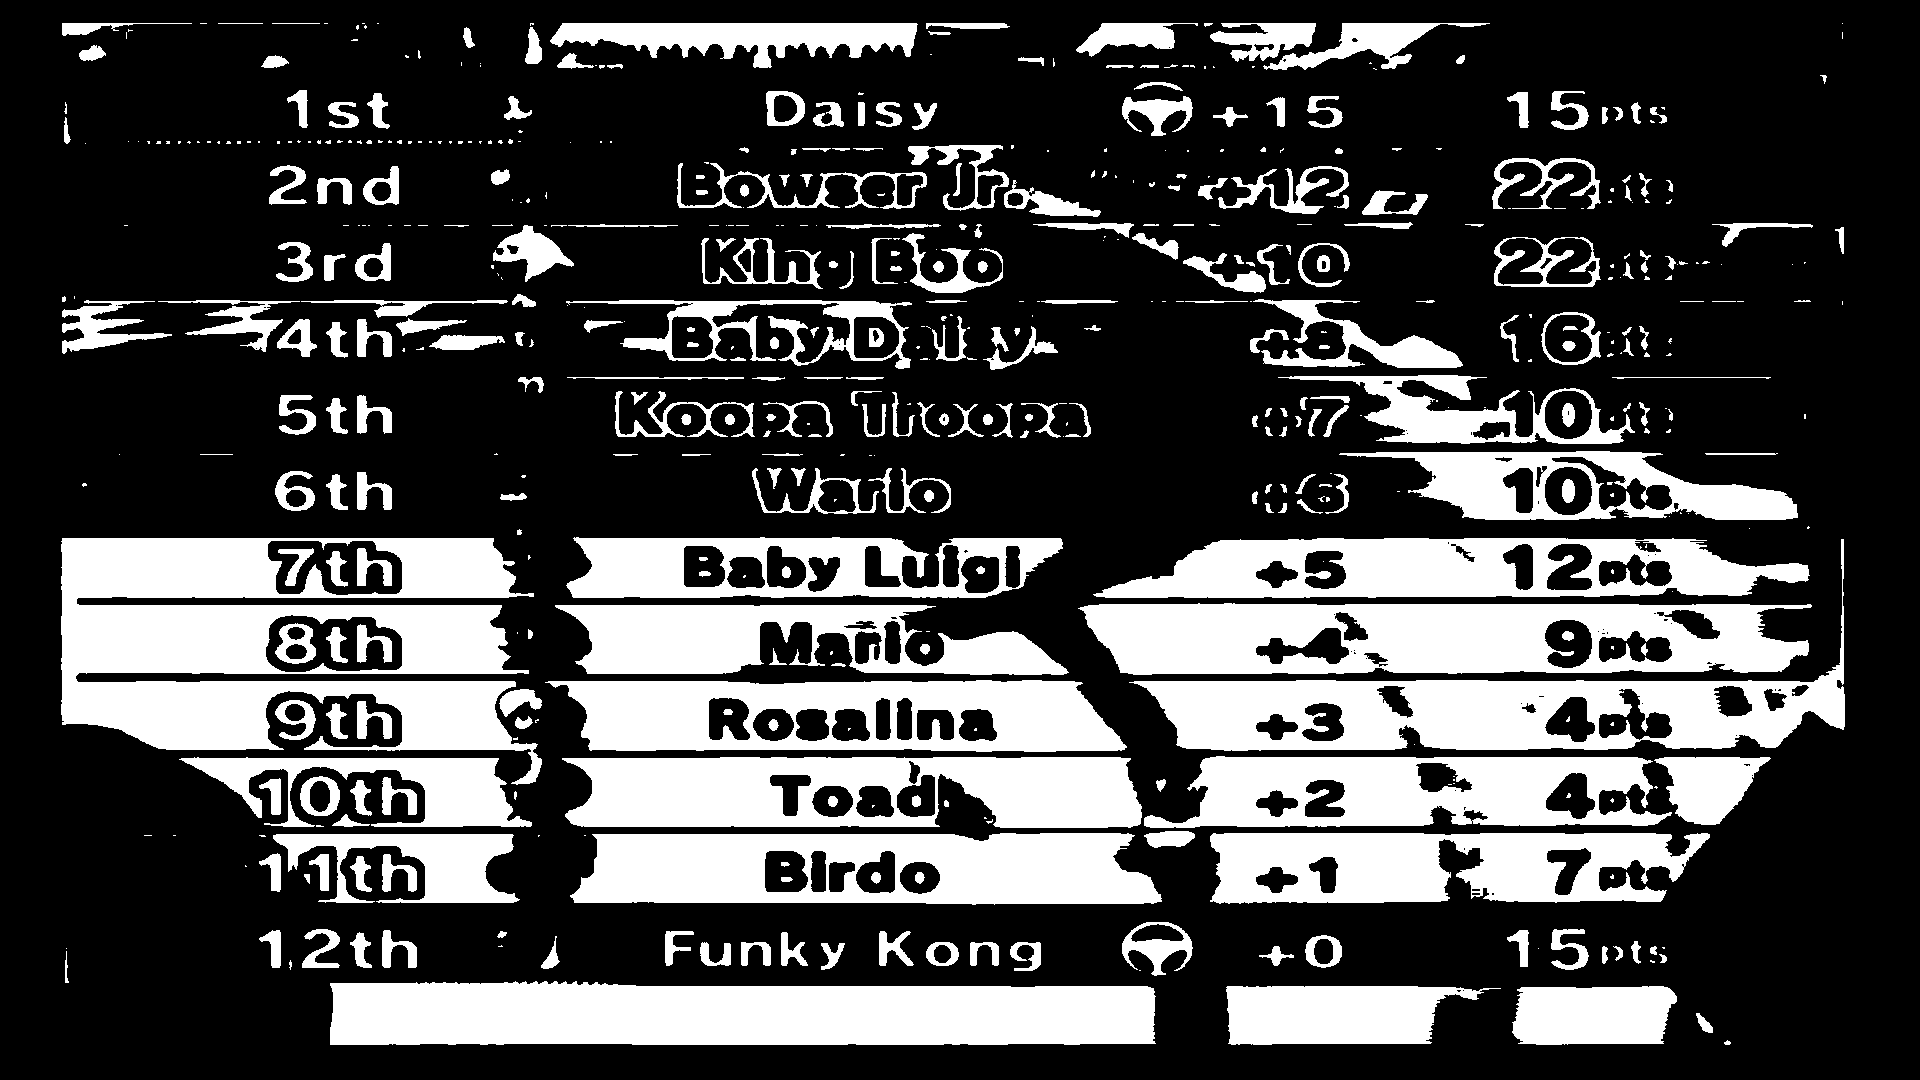 1st Daisy +15 15pts
2nd Bowser Jr. +12 22pts
3rd King Boo +10 22pts
4th Baby Daisy +8 16pts
5th Koopa Troopa +7 10pts
6th Wario +6 10pts
7th Baby Luigi +5 12pts
8th Mario +4 9pts
9th Rosalina +3 4pts
10th Toad +2 4pts
11th Birdo +1 7pts
12th Funky Kong +0 15pts